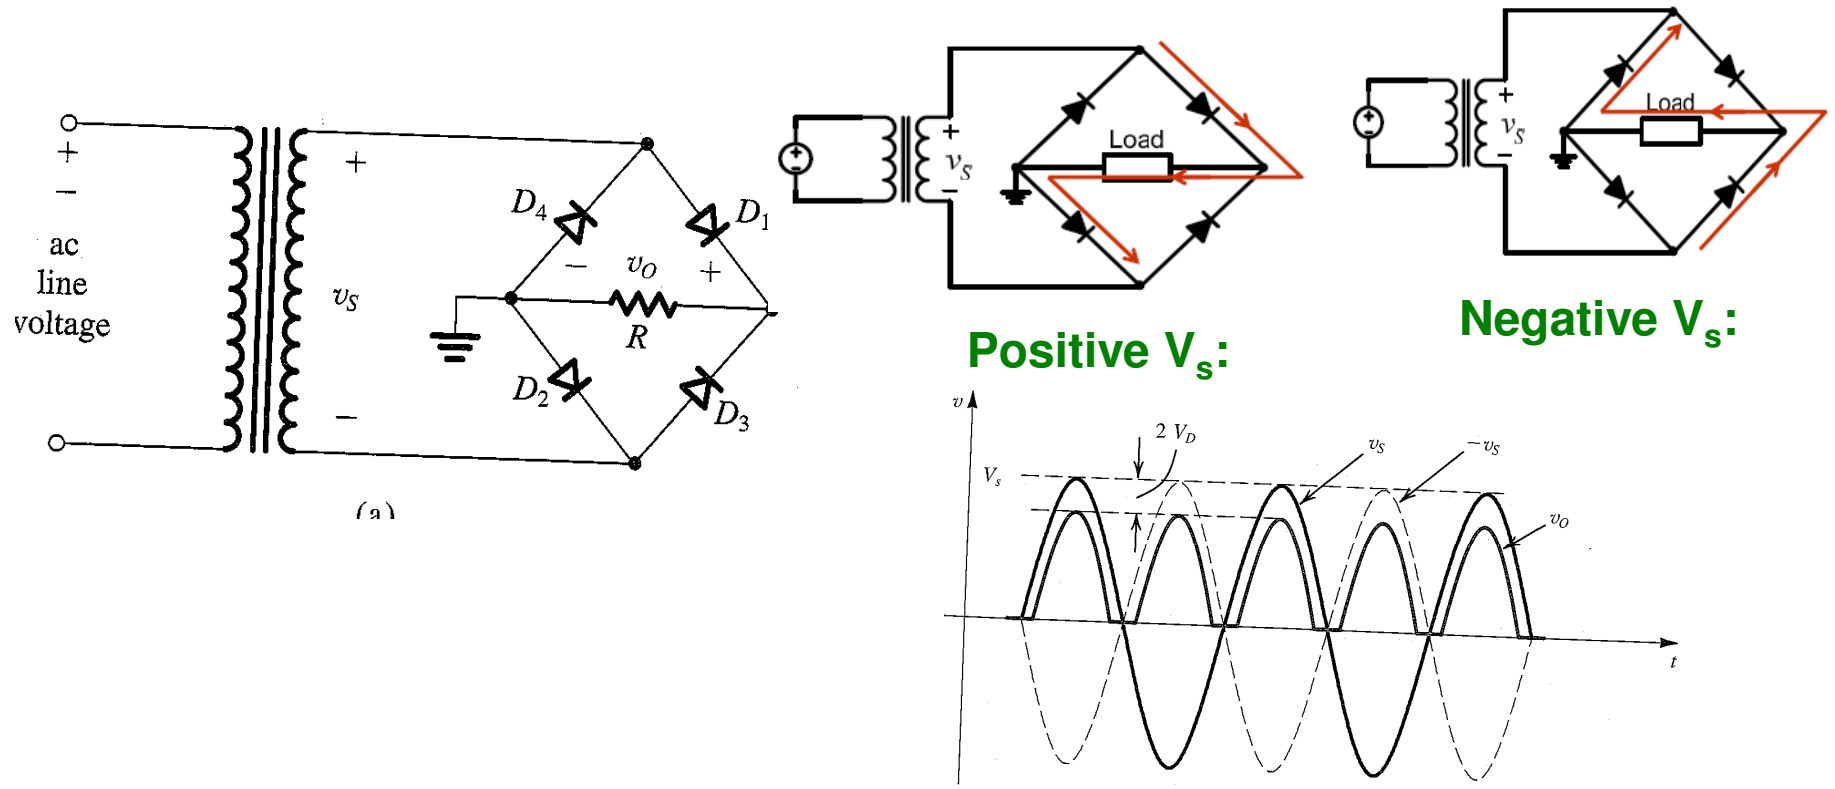 +
−
ac
line
voltage
+
vS
−
D4
D1
− vO +
R
D2
D3
(a)
+
vS
−
Load
Positive Vs:
+
vS
−
Load
Negative Vs:
v
2 VD
vS
−vS
Vs
vO
t